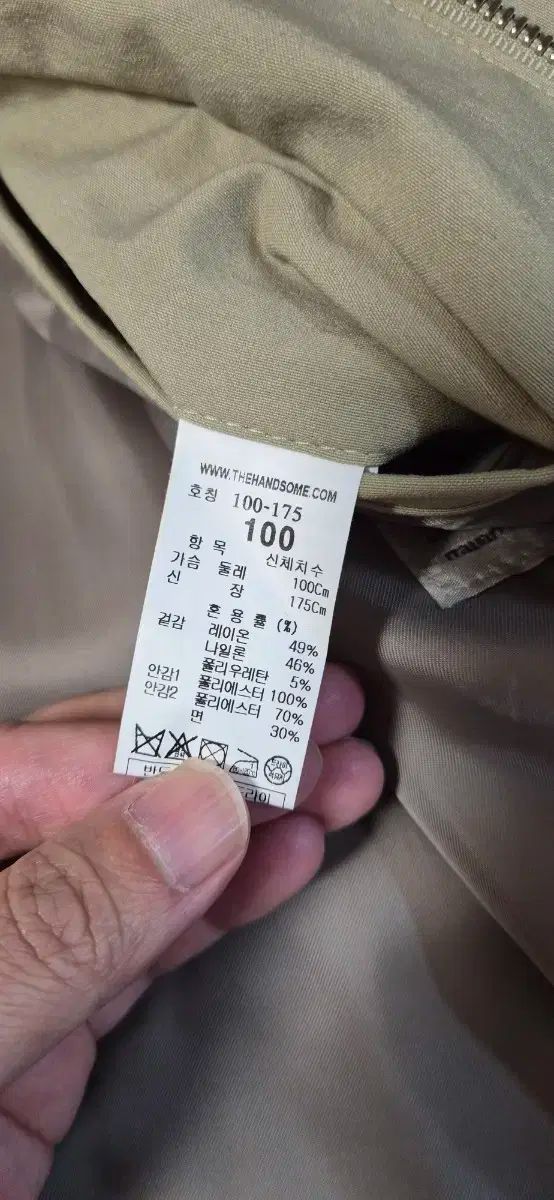 WWW.THEHANDSOME.COM
호칭 100-175
100
항 목 신체치수
가슴 둘레 100Cm
신 장 175Cm
혼 용 률 (%)
겉감 레이온 49%
나일론 46%
폴리우레탄 5%
안감1 폴리에스터 100%
안감2 폴리에스터 70%
면 30%
드라이